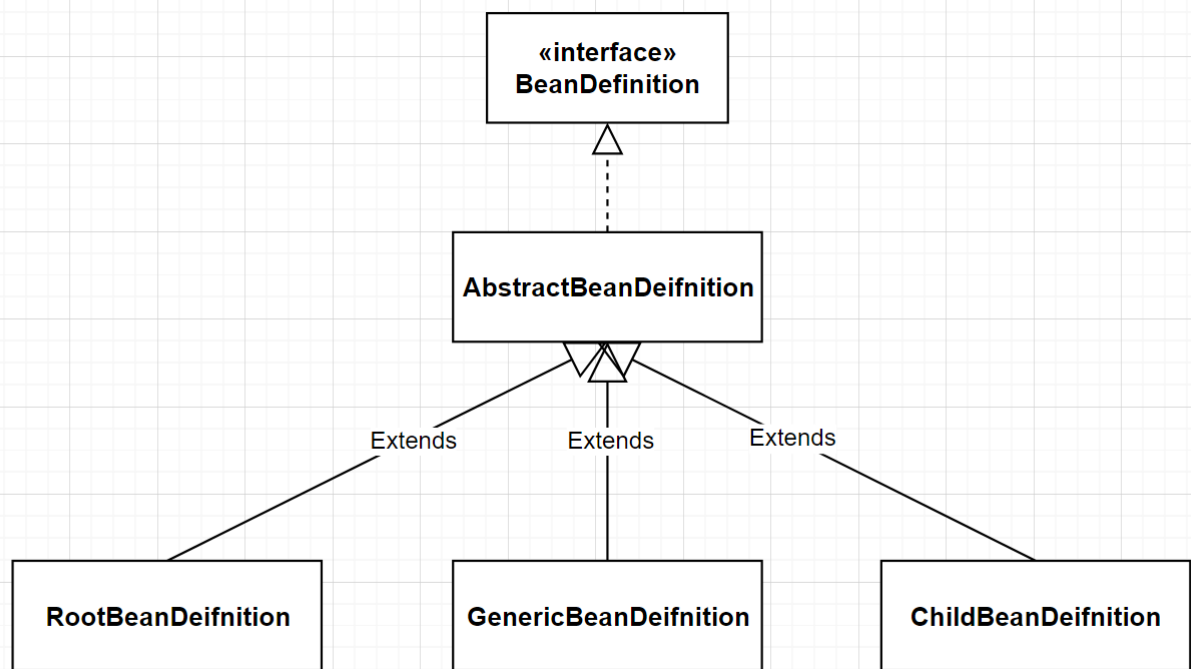 «interface»
BeanDefinition
AbstractBeanDeifnition
Extends
Extends
Extends
RootBeanDeifnition
GenericBeanDeifnition
ChildBeanDeifnition